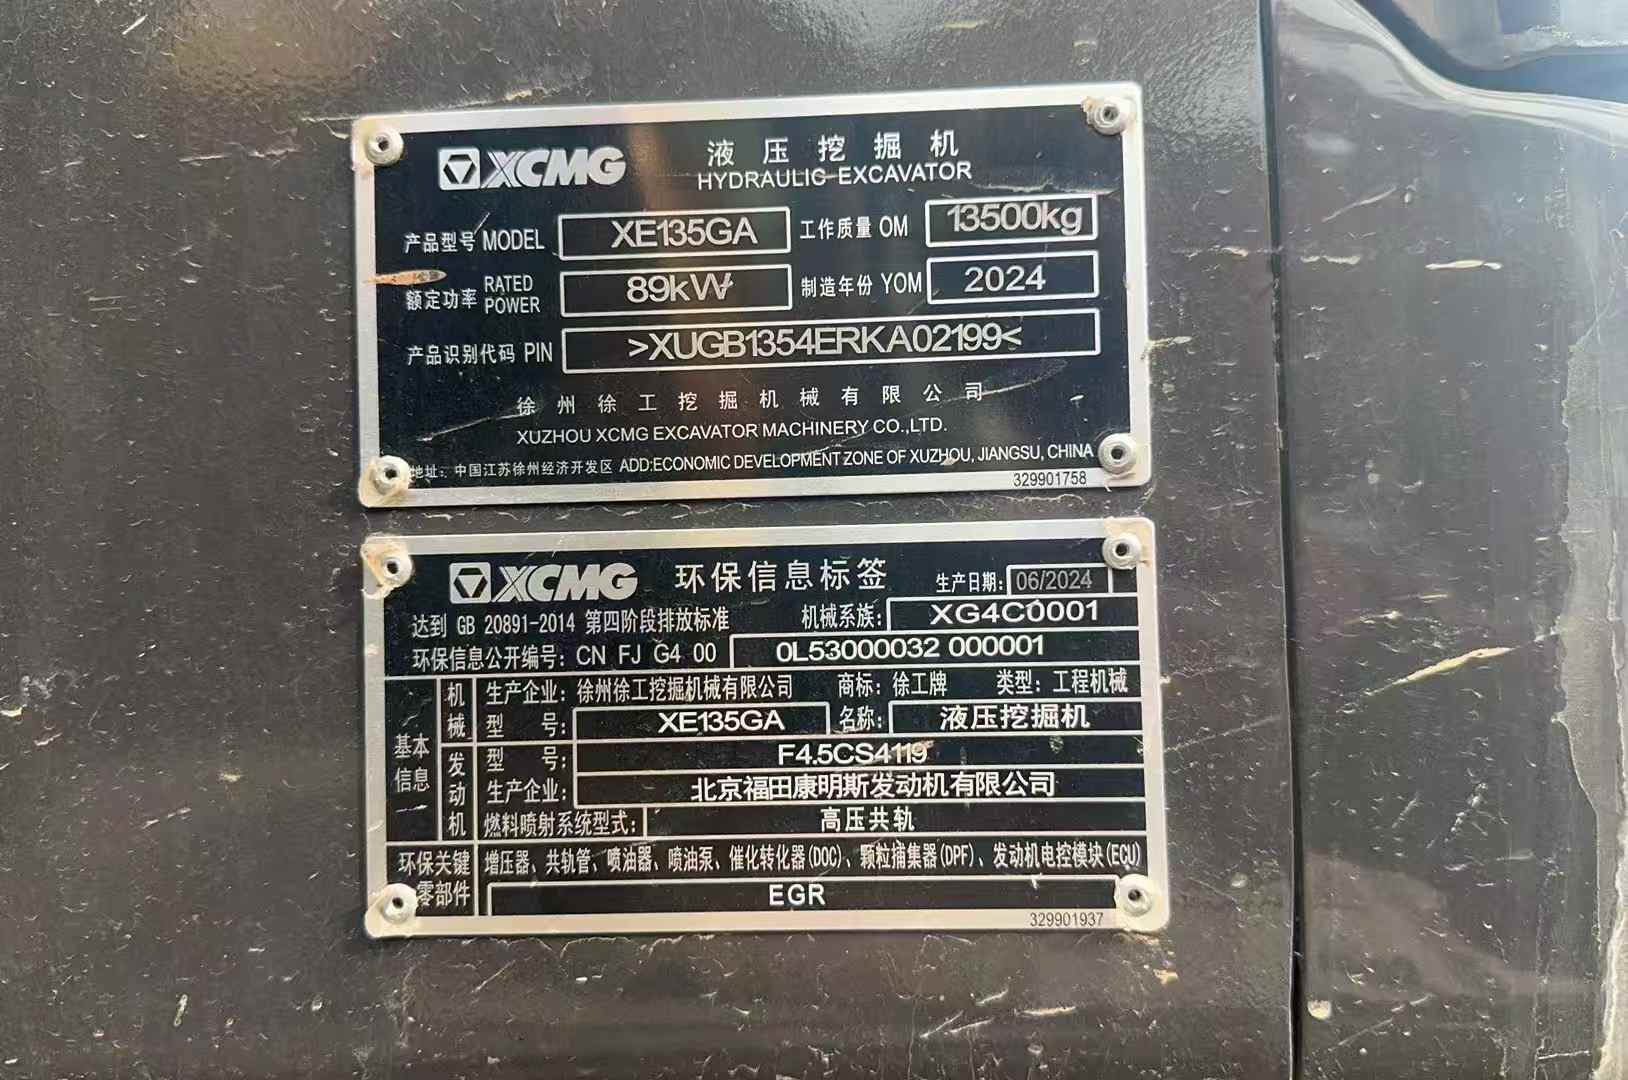 XCMG 液压挖掘机
HYDRAULIC EXCAVATOR
产品型号 MODEL XE135GA 工作质量 OM 13500kg
额定功率 RATED POWER 89kW 制造年份 YOM 2024
产品识别代码 PIN >XUGB1354ERKA02199<
徐州徐工挖掘机械有限公司
XUZHOU XCMG EXCAVATOR MACHINERY CO.,LTD.
地址：中国江苏徐州经济开发区 ADD:ECONOMIC DEVELOPMENT ZONE OF XUZHOU, JIANGSU, CHINA
329901758
XCMG 环保信息标签 生产日期：06/2024
达到 GB 20891-2014 第四阶段排放标准 机械系族：XG4C0001
环保信息公开编号：CN FJ G4 00 0L53000032 000001
基本信息
机械 生产企业：徐州徐工挖掘机械有限公司 商标：徐工牌 类型：工程机械
型号：XE135GA 名称：液压挖掘机
发动机 型号：F4.5CS4119
生产企业：北京福田康明斯发动机有限公司
燃料喷射系统型式：高压共轨
环保关键零部件 增压器、共轨管、喷油器、喷油泵、催化转化器(DOC)、颗粒捕集器(DPF)、发动机电控模块(ECU)
EGR
329901937